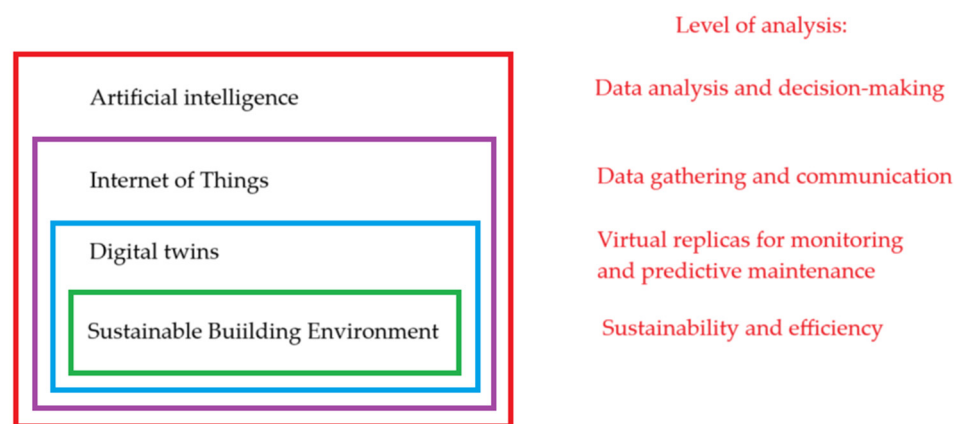 Level of analysis:
Artificial intelligence
Data analysis and decision-making
Internet of Things
Data gathering and communication
Digital twins
Virtual replicas for monitoring
and predictive maintenance
Sustainable Buiilding Environment
Sustainability and efficiency